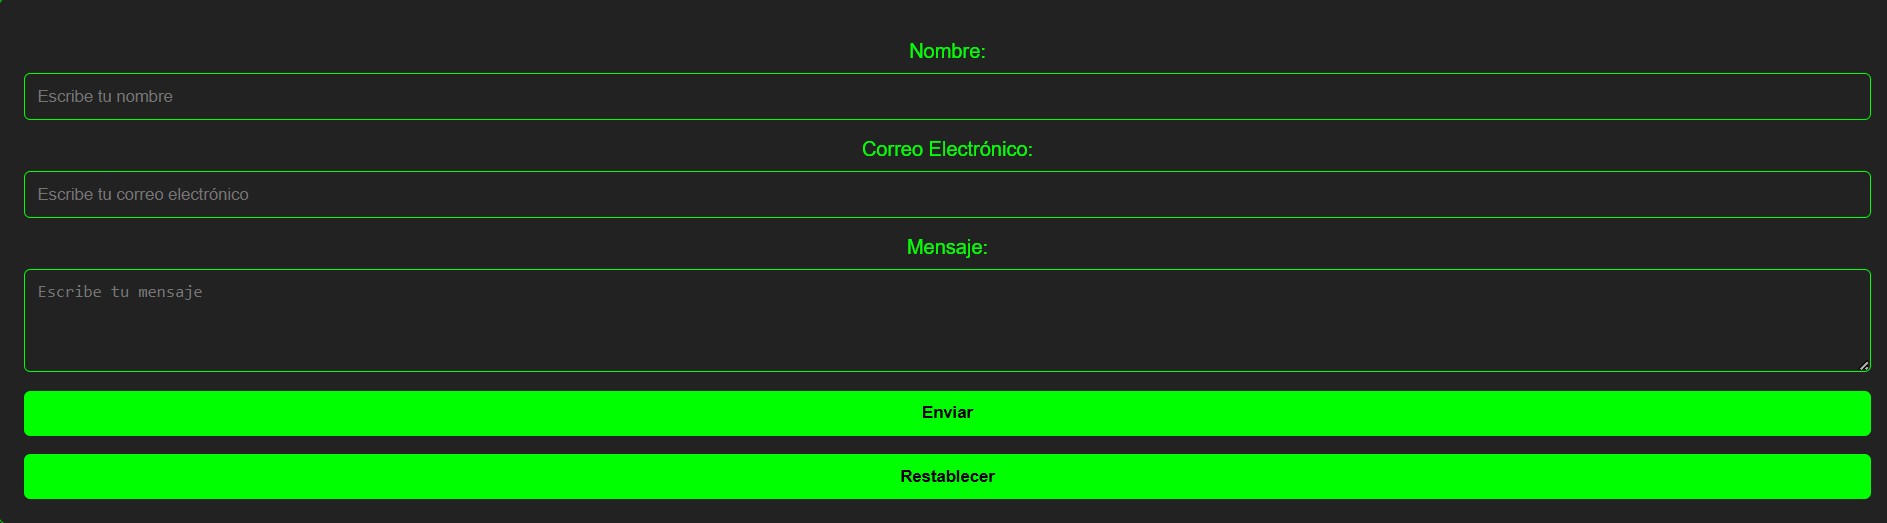 Nombre:
Escribe tu nombre
Correo Electrónico:
Escribe tu correo electrónico
Mensaje:
Escribe tu mensaje
Enviar
Restablecer